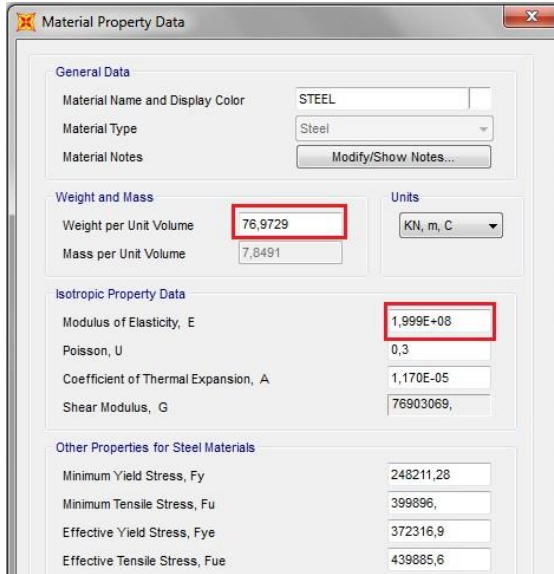 Material Property Data
General Data
Material Name and Display Color STEEL
Material Type Steel
Material Notes Modify/Show Notes...
Weight and Mass Units
Weight per Unit Volume 76,9729 KN, m, C
Mass per Unit Volume 7,8491
Isotropic Property Data
Modulus of Elasticity, E 1,999E+08
Poisson, U 0,3
Coefficient of Thermal Expansion, A 1,170E-05
Shear Modulus, G 76903069,
Other Properties for Steel Materials
Minimum Yield Stress, Fy 248211,28
Minimum Tensile Stress, Fu 399896,
Effective Yield Stress, Fye 372316,9
Effective Tensile Stress, Fue 439885,6